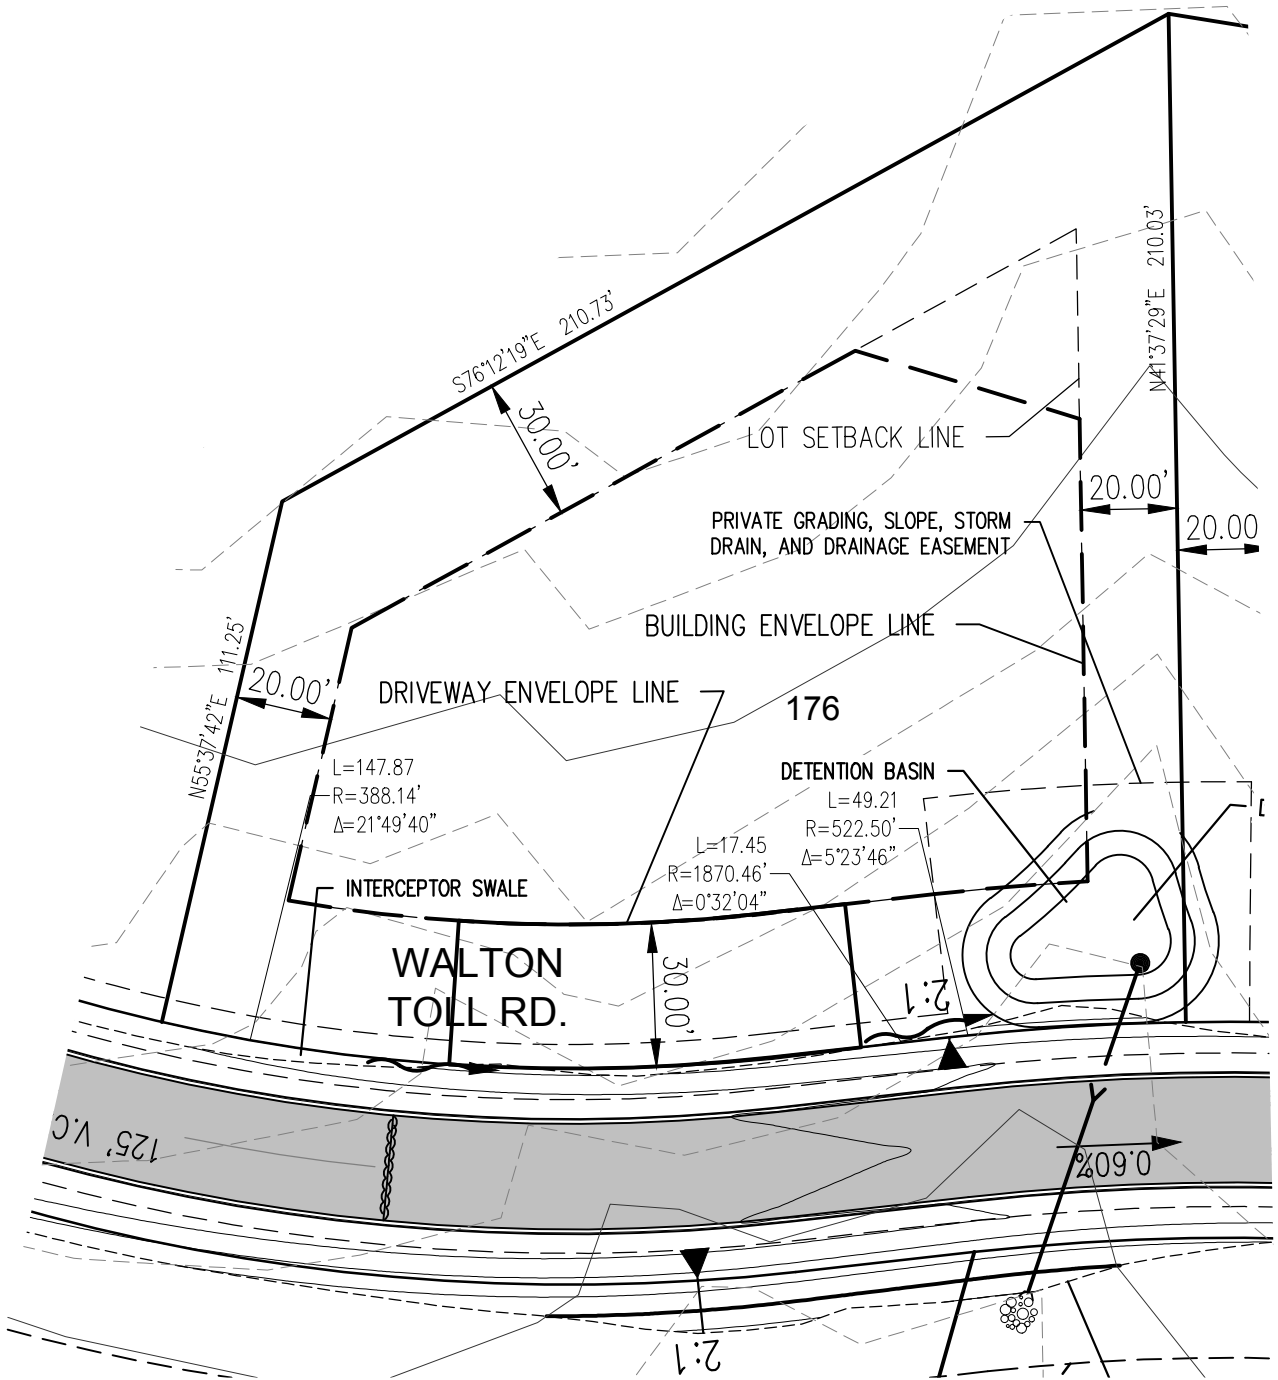 S76°12'19"E 210.73'
N41°37'29"E 210.03'
30.00'
LOT SETBACK LINE
20.00'
20.00
PRIVATE GRADING, SLOPE, STORM
DRAIN, AND DRAINAGE EASEMENT
BUILDING ENVELOPE LINE
N55°37'42"E 111.25'
20.00'
DRIVEWAY ENVELOPE LINE
176
L=147.87
R=388.14'
Δ=21°49'40"
DETENTION BASIN
L=49.21
R=522.50'
Δ=5°23'46"
L=17.45
R=1870.46'
Δ=0°32'04"
INTERCEPTOR SWALE
WALTON
TOLL RD.
30.00'
2:1
125' V.C
0.60%
2:1